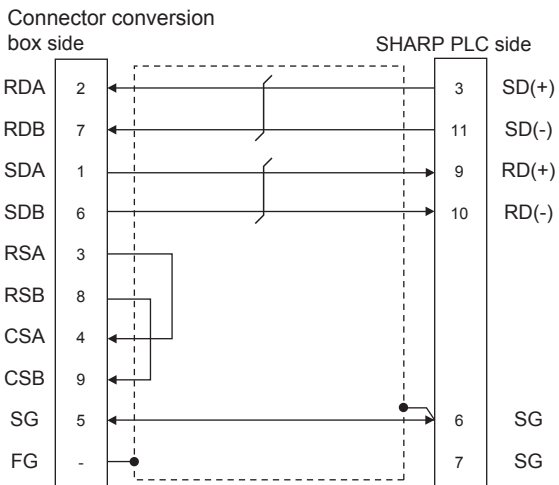 Connector conversion
box side
SHARP PLC side
RDA 2 3 SD(+)
RDB 7 11 SD(-)
SDA 1 9 RD(+)
SDB 6 10 RD(-)
RSA 3
RSB 8
CSA 4
CSB 9
SG 5 6 SG
FG - 7 SG